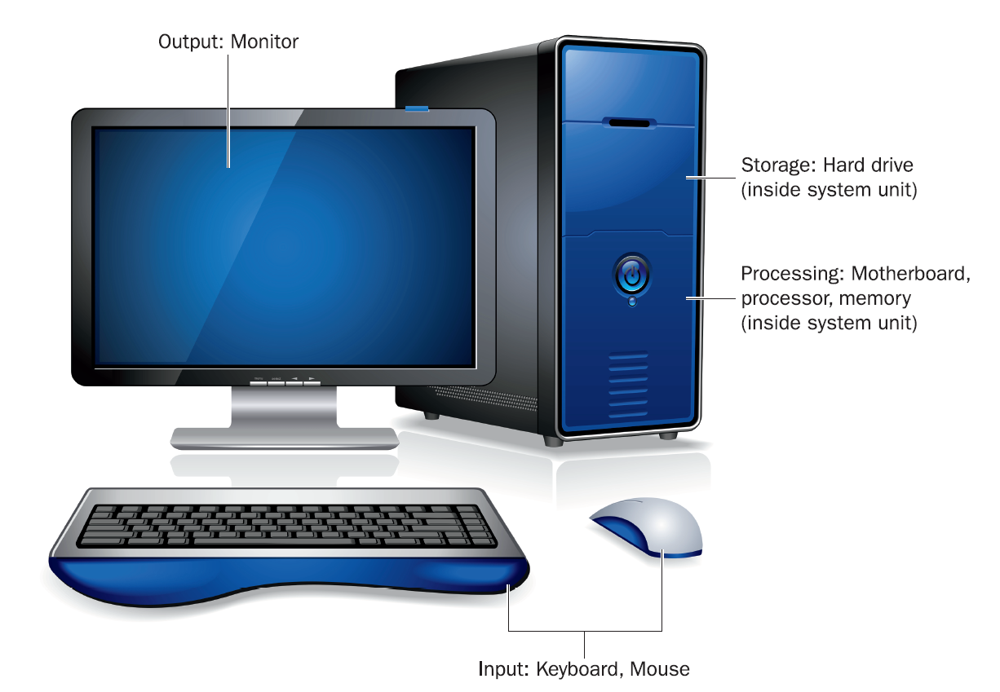 Output: Monitor
Storage: Hard drive
(inside system unit)
Processing: Motherboard,
processor, memory
(inside system unit)
Input: Keyboard, Mouse